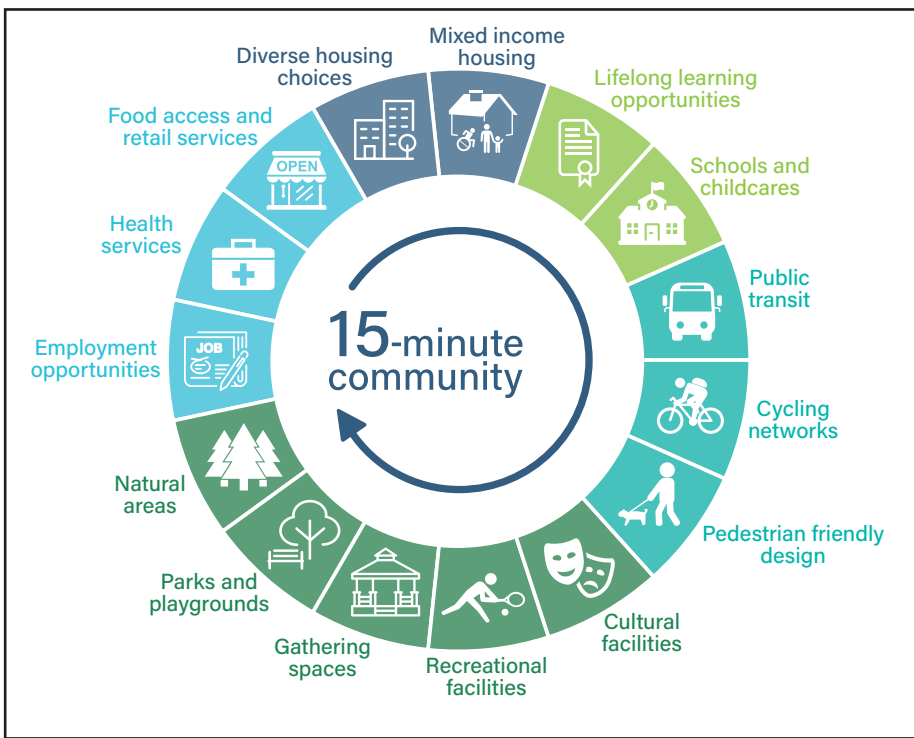 Mixed income
housing
Lifelong learning
opportunities
Schools and
childcares
Public
transit
Cycling
networks
Pedestrian friendly
design
Cultural
facilities
Recreational
facilities
Gathering
spaces
Parks and
playgrounds
Natural
areas
Employment
opportunities
JOB
Health
services
Food access and
retail services
OPEN
Diverse housing
choices
15-minute
community